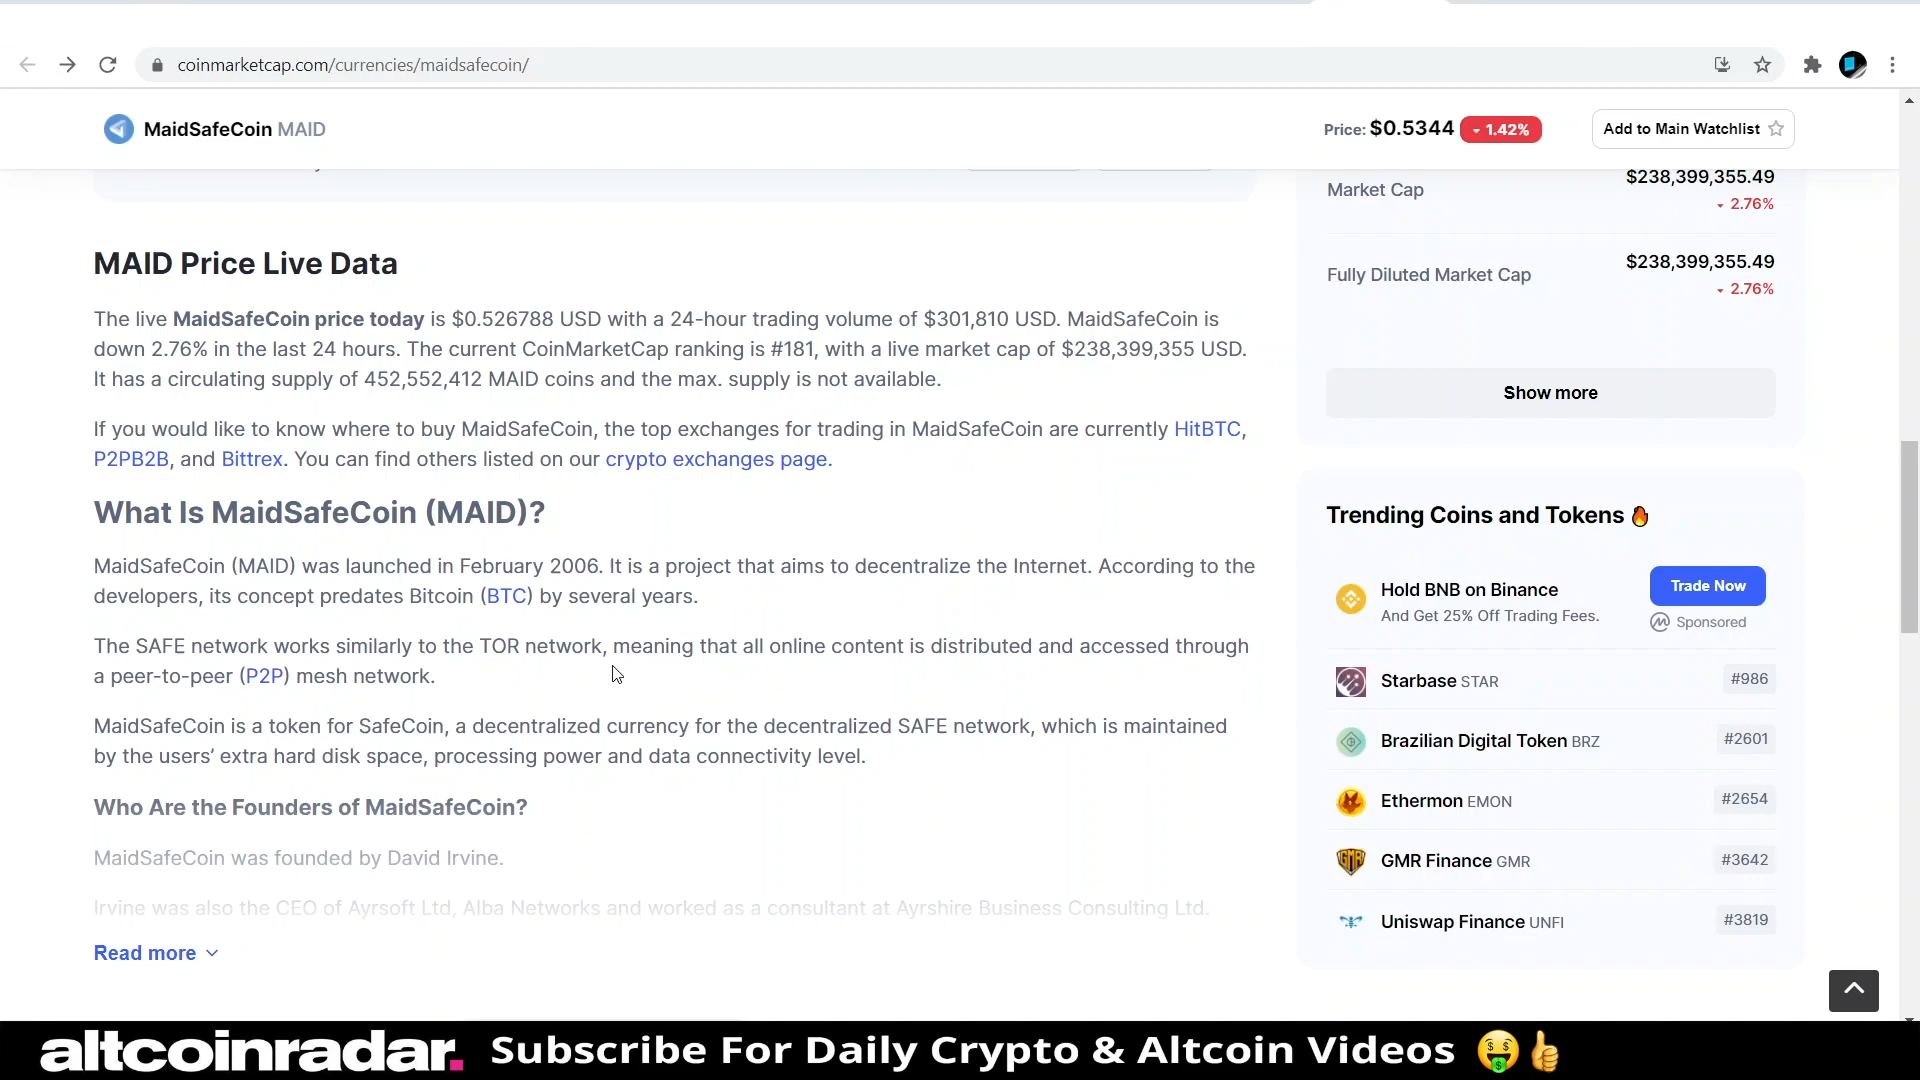 coinmarketcap.com/currencies/maidsafecoin/
MaidSafeCoin MAID
Price: $0.5344 1.42%
Add to Main Watchlist
MAID Price Live Data
The live MaidSafeCoin price today is $0.526788 USD with a 24-hour trading volume of $301,810 USD. MaidSafeCoin is
down 2.76% in the last 24 hours. The current CoinMarketCap ranking is #181, with a live market cap of $238,399,355 USD.
It has a circulating supply of 452,552,412 MAID coins and the max. supply is not available.
If you would like to know where to buy MaidSafeCoin, the top exchanges for trading in MaidSafeCoin are currently HitBTC,
P2PB2B, and Bittrex. You can find others listed on our crypto exchanges page.
What Is MaidSafeCoin (MAID)?
MaidSafeCoin (MAID) was launched in February 2006. It is a project that aims to decentralize the Internet. According to the
developers, its concept predates Bitcoin (BTC) by several years.
The SAFE network works similarly to the TOR network, meaning that all online content is distributed and accessed through
a peer-to-peer (P2P) mesh network.
MaidSafeCoin is a token for SafeCoin, a decentralized currency for the decentralized SAFE network, which is maintained
by the users’ extra hard disk space, processing power and data connectivity level.
Who Are the Founders of MaidSafeCoin?
MaidSafeCoin was founded by David Irvine.
Irvine was also the CEO of Ayrsoft Ltd, Alba Networks and worked as a consultant at Ayrshire Business Consulting Ltd.
Read more
Market Cap
$238,399,355.49
2.76%
Fully Diluted Market Cap
$238,399,355.49
2.76%
Show more
Trending Coins and Tokens 🔥
Hold BNB on Binance
And Get 25% Off Trading Fees.
Trade Now
Sponsored
Starbase STAR #986
Brazilian Digital Token BRZ #2601
Ethermon EMON #2654
GMR Finance GMR #3642
Uniswap Finance UNFI #3819
altcoinradar. Subscribe For Daily Crypto & Altcoin Videos 🤑👍